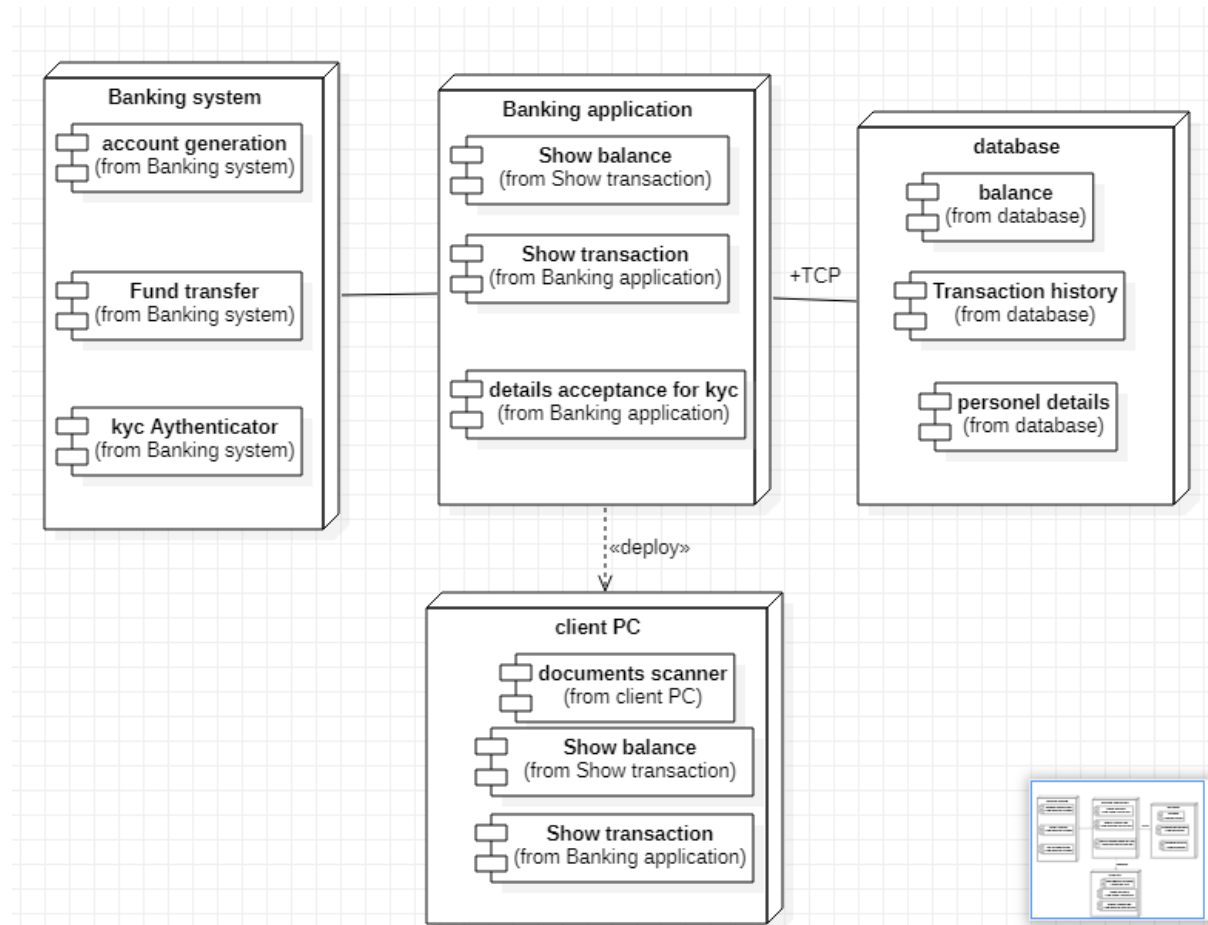 Banking system
account generation
(from Banking system)
Fund transfer
(from Banking system)
kyc Aythenticator
(from Banking system)
Banking application
Show balance
(from Show transaction)
Show transaction
(from Banking application)
details acceptance for kyc
(from Banking application)
+TCP
database
balance
(from database)
Transaction history
(from database)
personel details
(from database)
«deploy»
client PC
documents scanner
(from client PC)
Show balance
(from Show transaction)
Show transaction
(from Banking application)